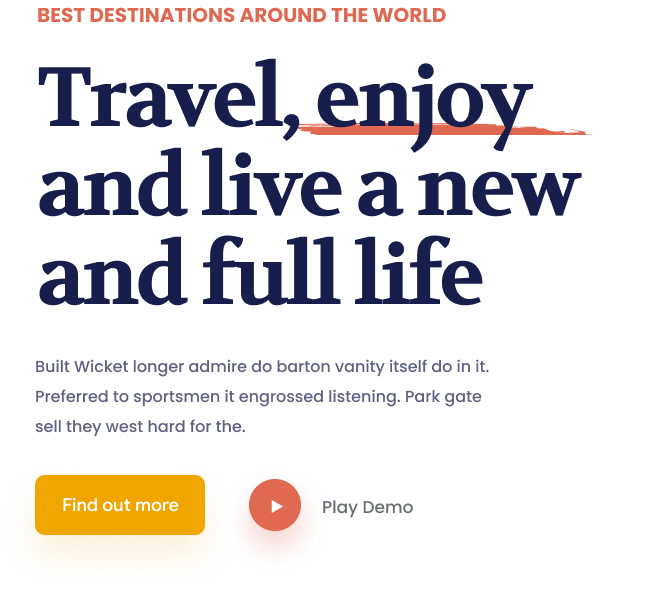 BEST DESTINATIONS AROUND THE WORLD
Travel, enjoy
and live a new
and full life
Built Wicket longer admire do barton vanity itself do in it.
Preferred to sportsmen it engrossed listening. Park gate
sell they west hard for the.
Find out more
Play Demo